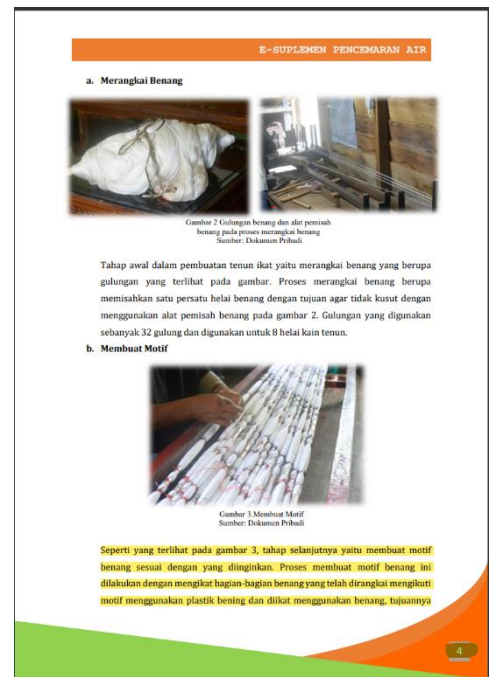 E-SUPLEMEN PENCEMARAN AIR
a. Merangkai Benang
Gambar 2 Gulungan benang dan alat pemisah
benang pada proses merangkai benang
Sumber: Dokumen Pribadi
Tahap awal dalam pembuatan tenun ikat yaitu merangkai benang yang berupa
gulungan yang terlihat pada gambar. Proses merangkai benang berupa
memisahkan satu persatu helai benang dengan tujuan agar tidak kusut dengan
menggunakan alat pemisah benang pada gambar 2. Gulungan yang digunakan
sebanyak 32 gulung dan digunakan untuk 8 helai kain tenun.
b. Membuat Motif
Gambar 3.Membuat Motif
Sumber: Dokumen Pribadi
Seperti yang terlihat pada gambar 3, tahap selanjutnya yaitu membuat motif
benang sesuai dengan yang diinginkan. Proses membuat motif benang ini
dilakukan dengan mengikat bagian-bagian benang yang telah dirangkai mengikuti
motif menggunakan plastik bening dan diikat menggunakan benang, tujuannya
4